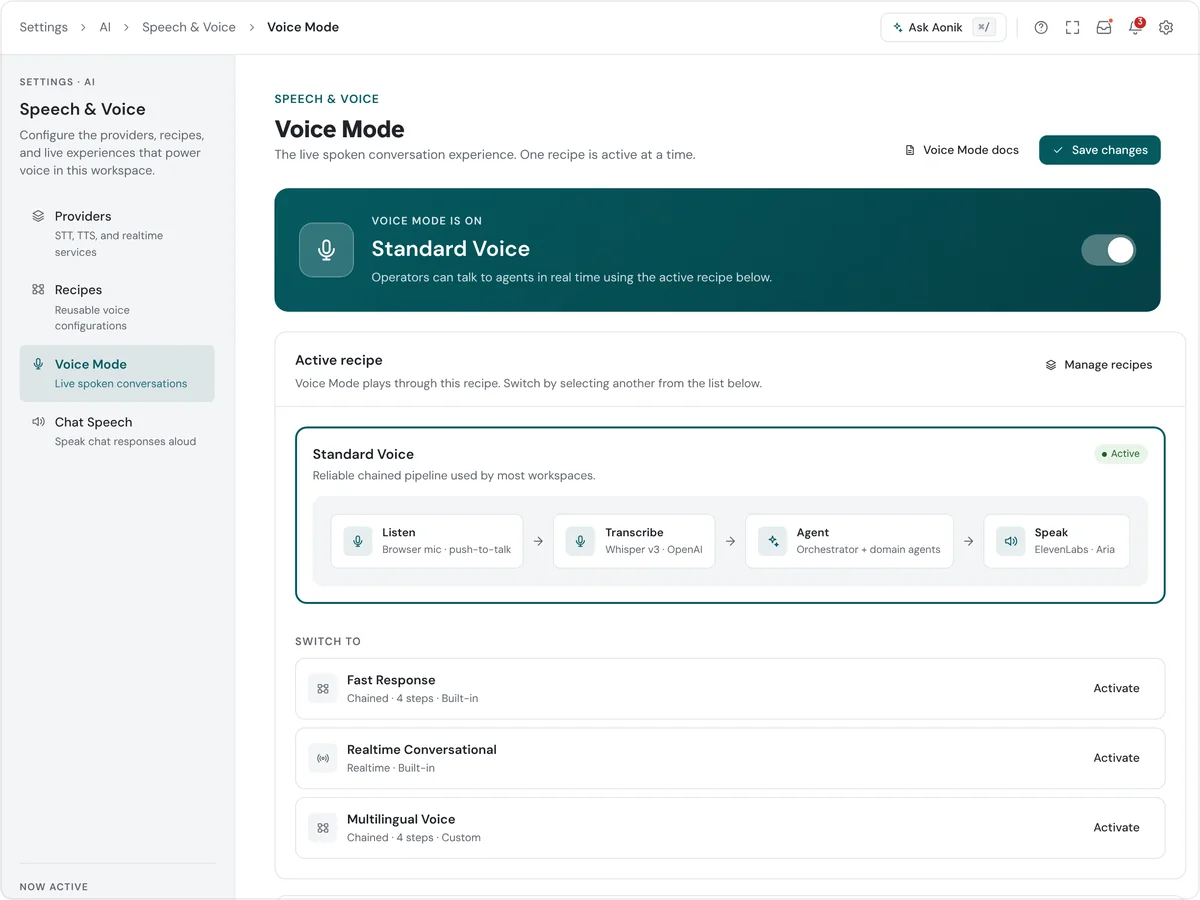 Settings > AI > Speech & Voice > Voice Mode
Ask Aonik ⌘/
3
SETTINGS · AI
Speech & Voice
Configure the providers, recipes,
and live experiences that power
voice in this workspace.
Providers
STT, TTS, and realtime
services
Recipes
Reusable voice
configurations
Voice Mode
Live spoken conversations
Chat Speech
Speak chat responses aloud
NOW ACTIVE
SPEECH & VOICE
Voice Mode
The live spoken conversation experience. One recipe is active at a time.
Voice Mode docs
Save changes
VOICE MODE IS ON
Standard Voice
Operators can talk to agents in real time using the active recipe below.
Active recipe
Voice Mode plays through this recipe. Switch by selecting another from the list below.
Manage recipes
Standard Voice
Active
Reliable chained pipeline used by most workspaces.
Listen
Browser mic · push-to-talk
Transcribe
Whisper v3 · OpenAI
Agent
Orchestrator + domain agents
Speak
ElevenLabs · Aria
SWITCH TO
Fast Response
Chained · 4 steps · Built-in
Activate
Realtime Conversational
Realtime · Built-in
Activate
Multilingual Voice
Chained · 4 steps · Custom
Activate